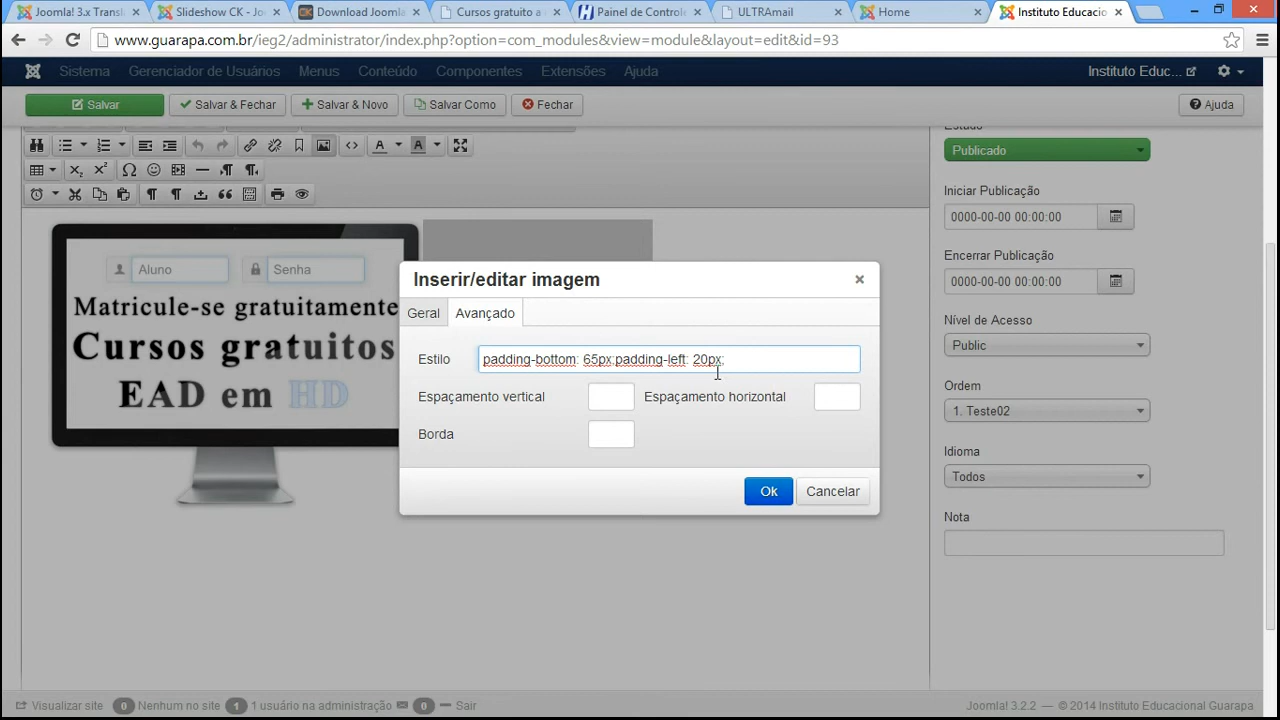 Joomla! 3.x Transl
Slideshow CK - Jo
Download Joomla
Cursos gratuito a
Painel de Control
ULTRAmail
Home
Instituto Educacio
www.guarapa.com.br/ieg2/administrator/index.php?option=com_modules&view=module&layout=edit&id=93
Sistema Gerenciador de Usuários Menus Conteúdo Componentes Extensões Ajuda Instituto Educ...
Salvar Salvar & Fechar Salvar & Novo Salvar Como Fechar Ajuda
Estado
Publicado
Iniciar Publicação
0000-00-00 00:00:00
Encerrar Publicação
0000-00-00 00:00:00
Nível de Acesso
Public
Ordem
1. Teste02
Idioma
Todos
Nota
Aluno Senha
Matricule-se gratuitamente
Cursos gratuitos
EAD em HD
Inserir/editar imagem ×
Geral Avançado
Estilo padding-bottom: 65px;padding-left: 20px;
Espaçamento vertical Espaçamento horizontal
Borda
Ok Cancelar
Visualizar site 0 Nenhum no site 1 1 usuário na administração 0 Sair Joomla! 3.2.2 — © 2014 Instituto Educacional Guarapa